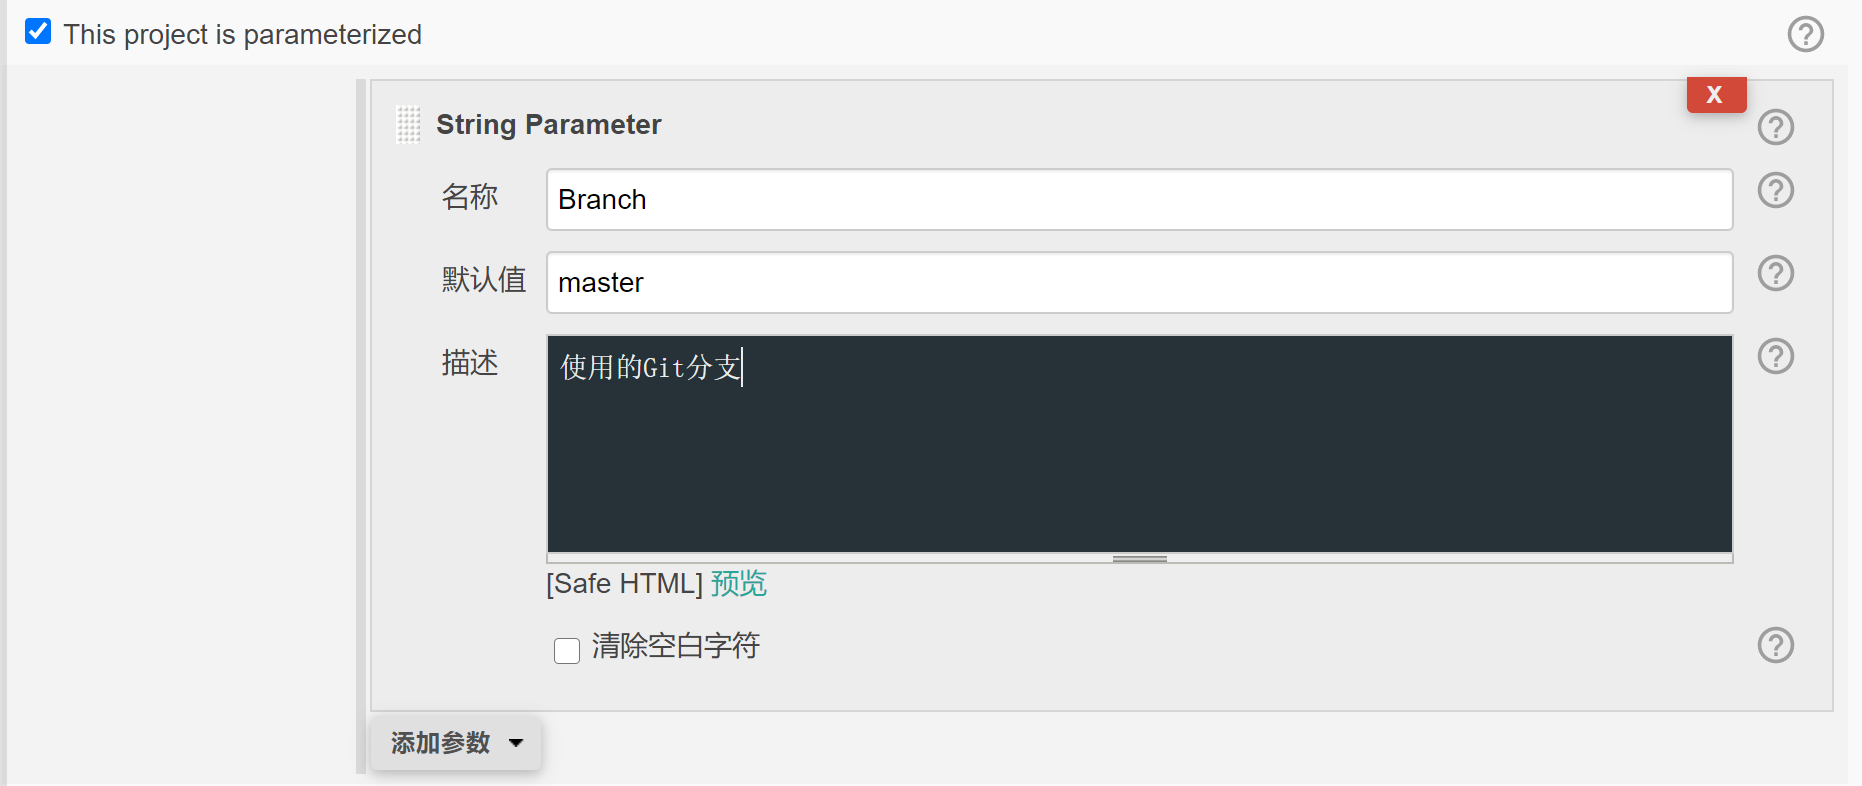 This project is parameterized
X
String Parameter
名称
Branch
默认值
master
描述
使用的Git分支
[Safe HTML] 预览
清除空白字符
添加参数